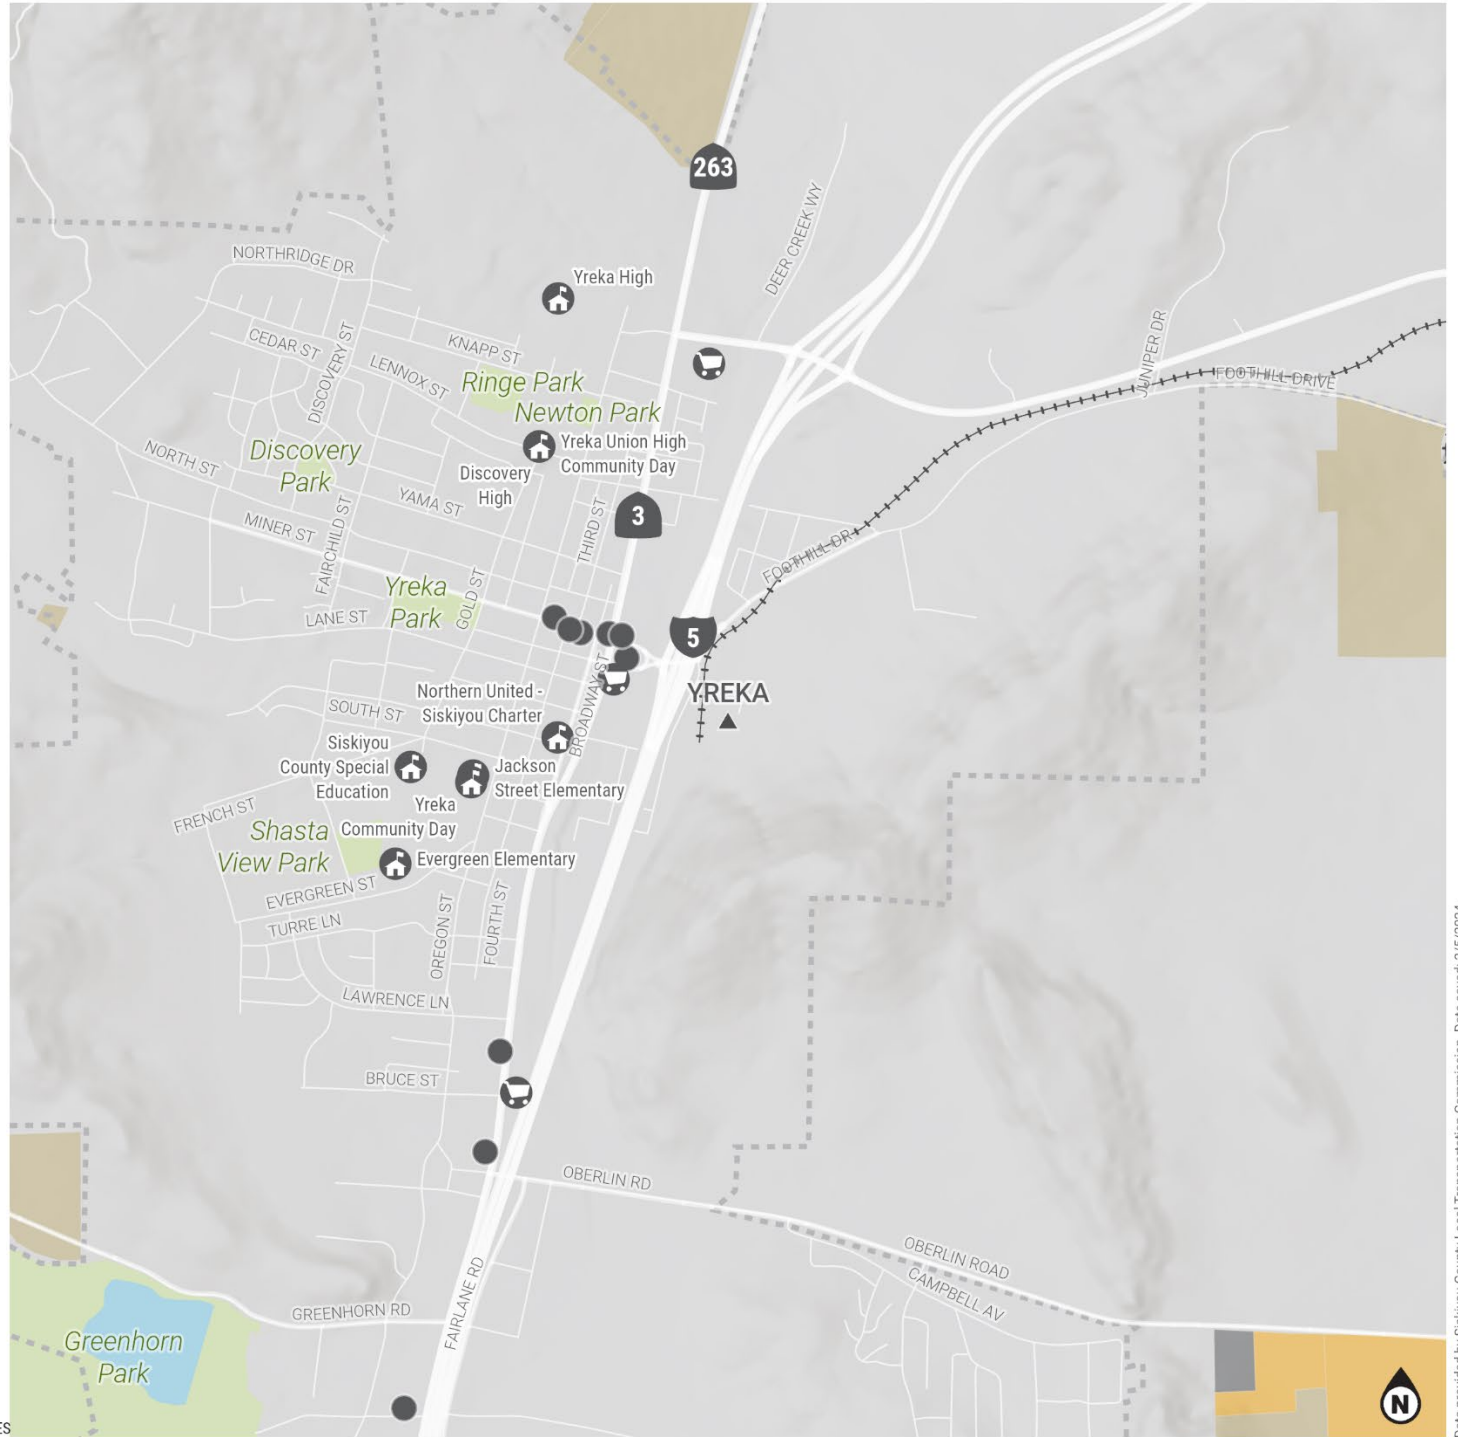 263
DEER CREEK WY
NORTHRIDGE DR
Yreka High
JUNIPER DR
CEDAR ST
DISCOVERY ST
KNAPP ST
LENNOX ST
Ringe Park
FOOTHILL DRIVE
Newton Park
NORTH ST
Discovery
Park
Yreka Union High
Community Day
Discovery
High
YAMA ST
MINER ST
FAIRCHILD ST
THIRD ST
3
FOOTHILL DR
Yreka
Park
GOLD ST
LANE ST
5
BROADWAY ST
YREKA
Northern United -
Siskiyou Charter
SOUTH ST
Siskiyou
County Special
Education
Jackson
Street Elementary
Yreka
Community Day
FRENCH ST
Shasta
View Park
Evergreen Elementary
EVERGREEN ST
TURRE LN
OREGON ST
FOURTH ST
LAWRENCE LN
BRUCE ST
OBERLIN RD
OBERLIN ROAD
CAMPBELL AV
FAIRLANE RD
GREENHORN RD
Greenhorn
Park
N
ES